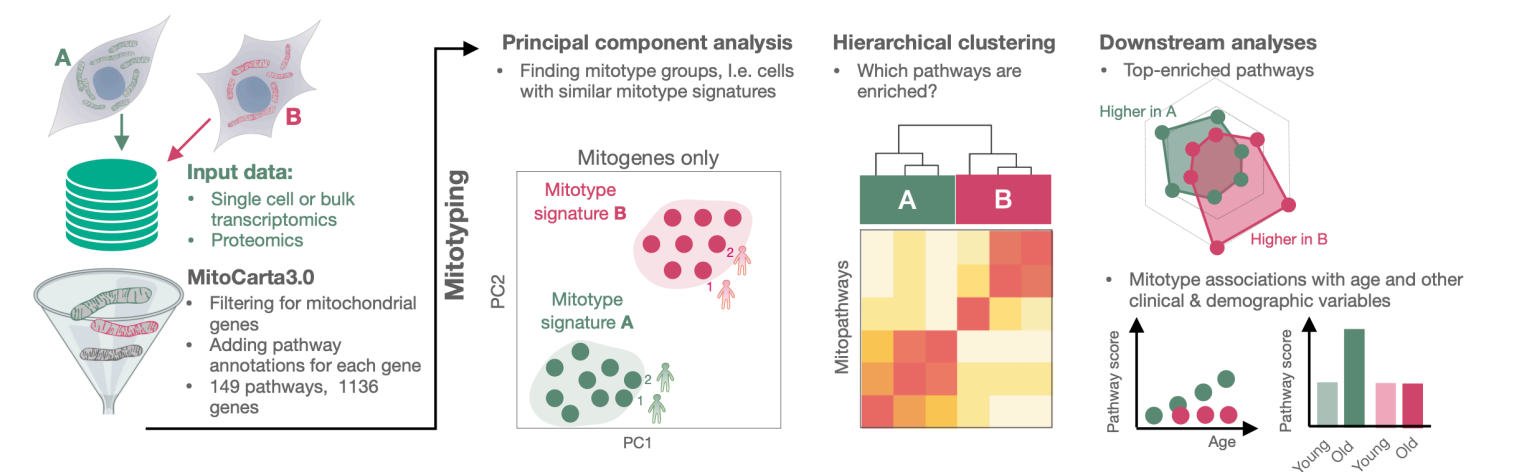 A
B
Input data:
• Single cell or bulk
transcriptomics
• Proteomics
MitoCarta3.0
• Filtering for mitochondrial
genes
• Adding pathway
annotations for each gene
• 149 pathways, 1136
genes
Mitotyping
Principal component analysis
• Finding mitotype groups, I.e. cells
with similar mitotype signatures
Mitogenes only
Mitotype
signature B
2
1
Mitotype
signature A
2
1
PC2
PC1
Hierarchical clustering
• Which pathways are
enriched?
A
B
Mitopathways
Downstream analyses
• Top-enriched pathways
Higher in A
Higher in B
• Mitotype associations with age and other
clinical & demographic variables
Pathway score
Age
Pathway score
Young
Old
Young
Old